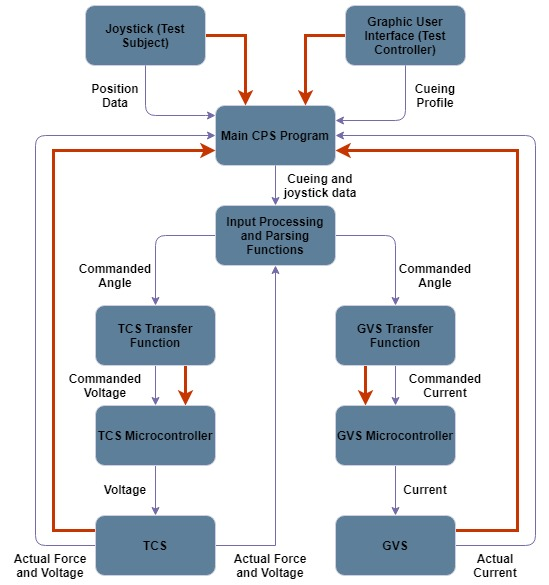 Joystick (Test
Subject)
Graphic User
Interface (Test
Controller)
Position
Data
Cueing
Profile
Main CPS Program
Cueing and
joystick data
Input Processing
and Parsing
Functions
Commanded
Angle
Commanded
Angle
TCS Transfer
Function
GVS Transfer
Function
Commanded
Voltage
Commanded
Current
TCS Microcontroller
GVS Microcontroller
Voltage
Current
TCS
GVS
Actual Force
and Voltage
Actual Force
and Voltage
Actual
Current